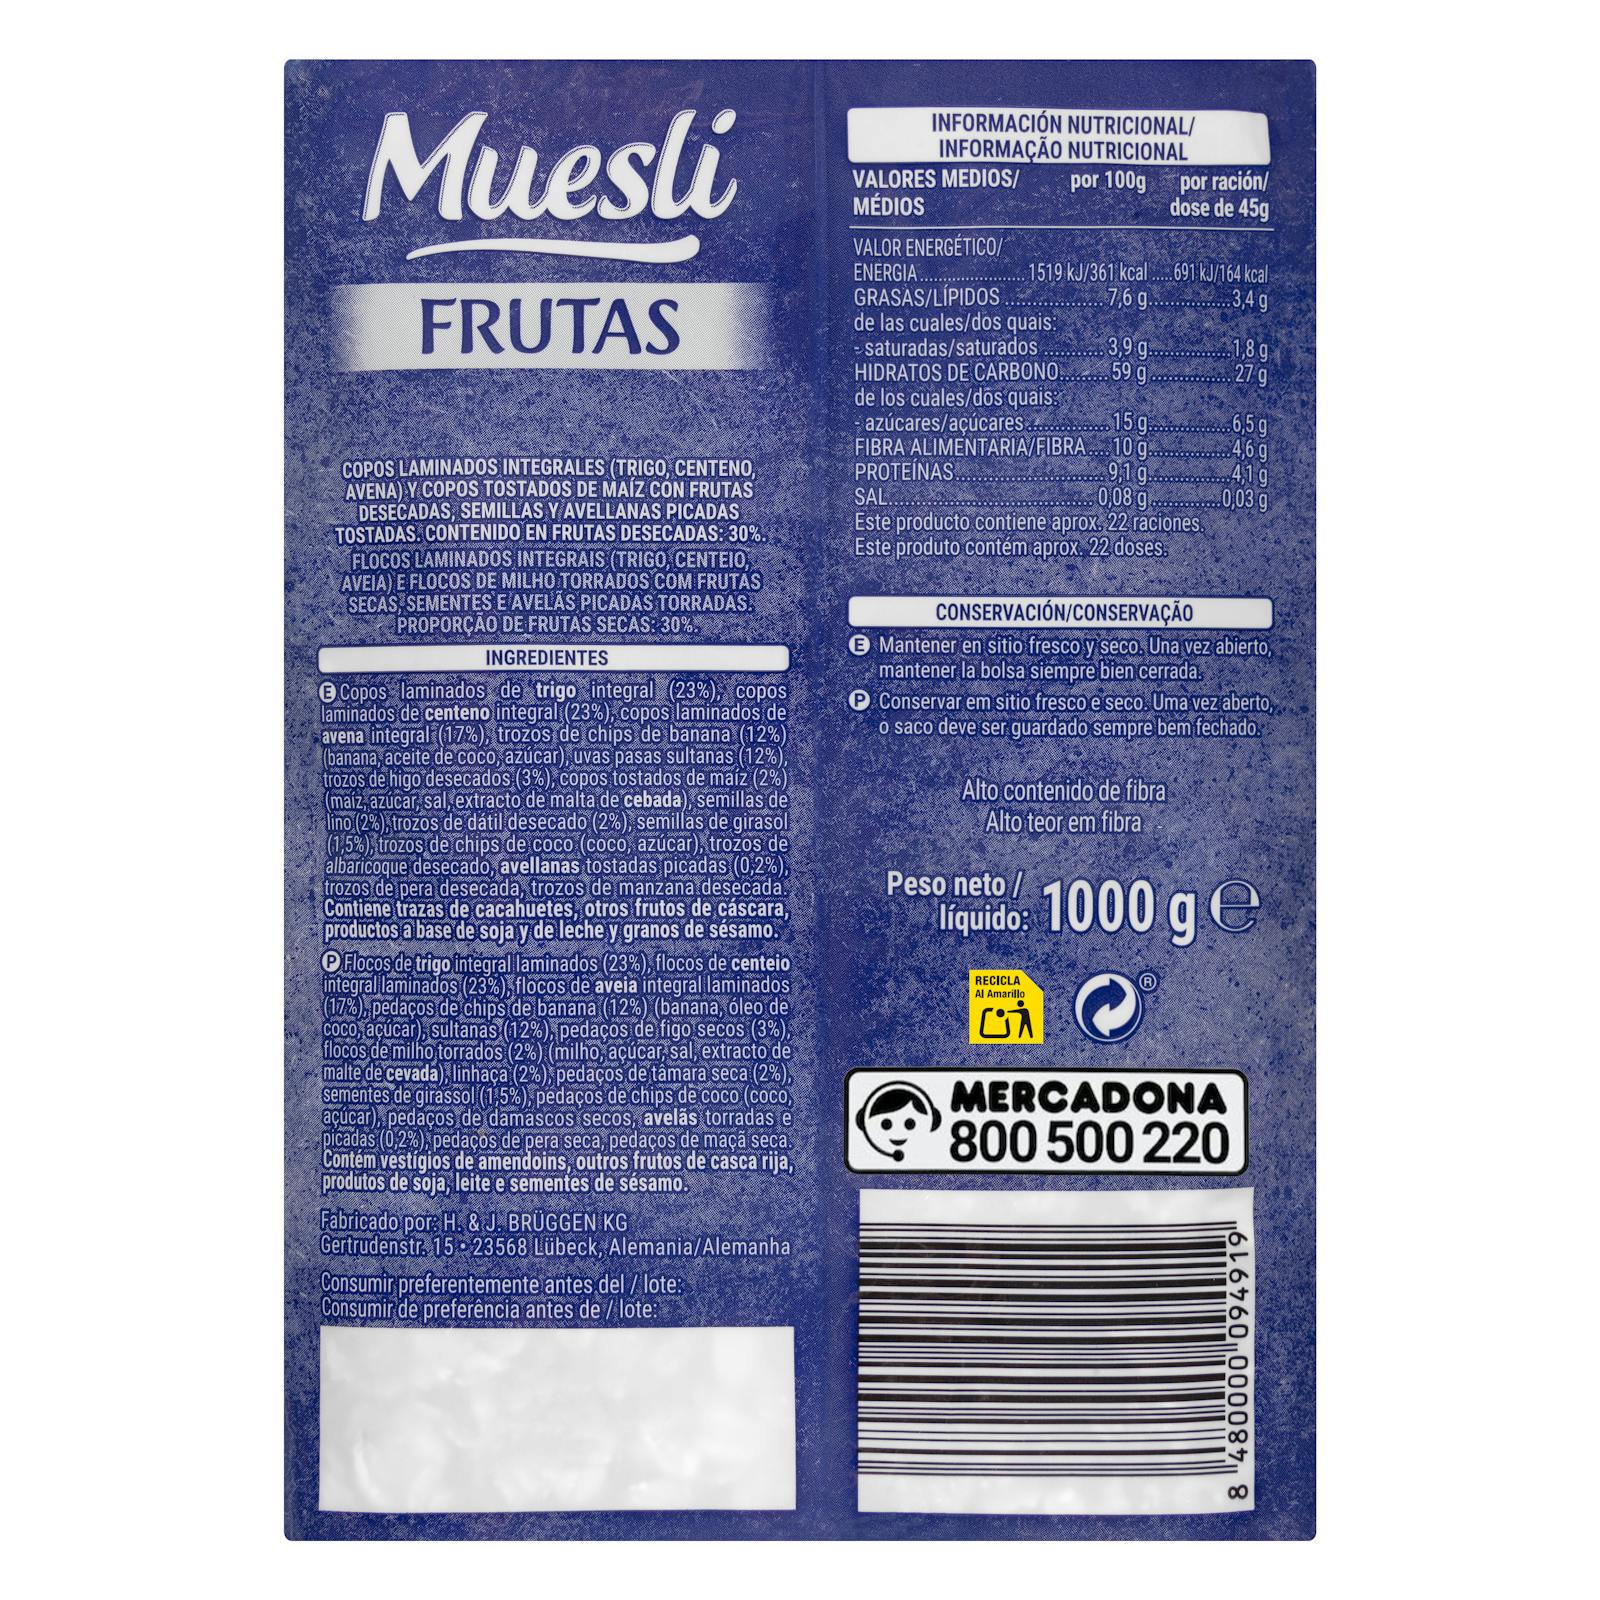 Muesli
FRUTAS
COPOS LAMINADOS INTEGRALES (TRIGO, CENTENO,
AVENA) Y COPOS TOSTADOS DE MAÍZ CON FRUTAS
DESECADAS, SEMILLAS Y AVELLANAS PICADAS
TOSTADAS. CONTENIDO EN FRUTAS DESECADAS: 30%.
FLOCOS LAMINADOS INTEGRAIS (TRIGO, CENTEIO,
AVEIA) E FLOCOS DE MILHO TORRADOS COM FRUTAS
SECAS, SEMENTES E AVELÃS PICADAS TORRADAS.
PROPORÇÃO DE FRUTAS SECAS: 30%.
INGREDIENTES
E Copos laminados de trigo integral (23%), copos
laminados de centeno integral (23%), copos laminados de
avena integral (17%), trozos de chips de banana (12%)
(banana, aceite de coco, azúcar), uvas pasas sultanas (12%),
trozos de higo desecados (3%), copos tostados de maíz (2%)
(maíz, azúcar, sal, extracto de malta de cebada), semillas de
lino (2%), trozos de dátil desecado (2%), semillas de girasol
(1,5%), trozos de chips de coco (coco, azúcar), trozos de
albaricoque desecado, avellanas tostadas picadas (0,2%),
trozos de pera desecada, trozos de manzana desecada.
Contiene trazas de cacahuetes, otros frutos de cáscara,
productos a base de soja y de leche y granos de sésamo.
P Flocos de trigo integral laminados (23%), flocos de centeio
integral laminados (23%), flocos de aveia integral laminados
(17%), pedaços de chips de banana (12%) (banana, óleo de
coco, açúcar), sultanas (12%), pedaços de figo secos (3%),
flocos de milho torrados (2%) (milho, açúcar, sal, extracto de
malte de cevada), linhaça (2%), pedaços de tâmara seca (2%),
sementes de girassol (1,5%), pedaços de chips de coco (coco,
açúcar), pedaços de damascos secos, avelãs torradas e
picadas (0,2%), pedaços de pera seca, pedaços de maçã seca.
Contém vestígios de amendoins, outros frutos de casca rija,
produtos de soja, leite e sementes de sésamo.
Fabricado por: H. & J. BRÜGGEN KG
Gertrudenstr. 15 • 23568 Lübeck, Alemania/Alemanha
Consumir preferentemente antes del / lote:
Consumir de preferência antes de / lote:
INFORMACIÓN NUTRICIONAL/
INFORMAÇÃO NUTRICIONAL
VALORES MEDIOS/ por 100g por ración/
MÉDIOS dose de 45g
VALOR ENERGÉTICO/
ENERGIA 1519 kJ/361 kcal 691 kJ/164 kcal
GRASAS/LÍPIDOS 7,6 g 3,4 g
de las cuales/dos quais:
- saturadas/saturados 3,9 g 1,8 g
HIDRATOS DE CARBONO 59 g 27 g
de los cuales/dos quais:
- azúcares/açúcares 15 g 6,5 g
FIBRA ALIMENTARIA/FIBRA 10 g 4,6 g
PROTEÍNAS 9,1 g 4,1 g
SAL 0,08 g 0,03 g
Este producto contiene aprox. 22 raciones.
Este produto contém aprox. 22 doses.
CONSERVACIÓN/CONSERVAÇÃO
E Mantener en sitio fresco y seco. Una vez abierto,
mantener la bolsa siempre bien cerrada.
P Conservar em sitio fresco e seco. Uma vez aberto,
o saco deve ser guardado sempre bem fechado.
Alto contenido de fibra
Alto teor em fibra
Peso neto /
líquido: 1000 g e
RECICLA
Al Amarillo
®
MERCADONA
800 500 220
8 480000 094919